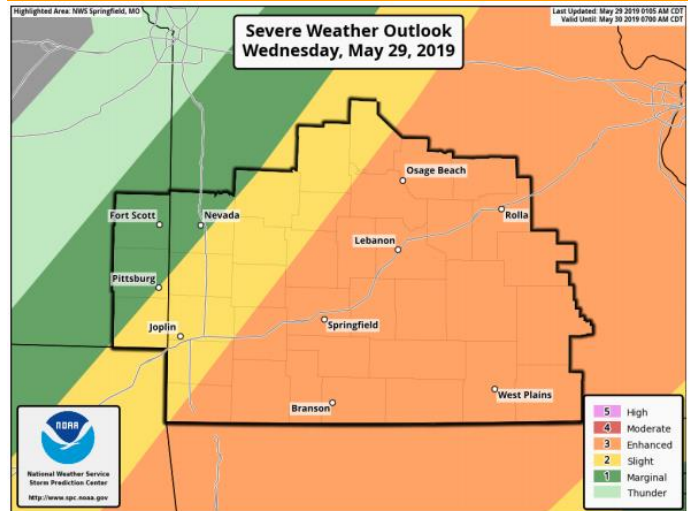 Highlighted Area: NWS Springfield, MO
Last Updated: May 29 2019 0105 AM CDT
Valid Until: May 30 2019 0700 AM CDT
Severe Weather Outlook
Wednesday, May 29, 2019
Osage Beach
Fort Scott
Nevada
Rolla
Lebanon
Pittsburg
Joplin
Springfield
Branson
West Plains
NOAA
National Weather Service
Storm Prediction Center
http://www.spc.noaa.gov
5 High
4 Moderate
3 Enhanced
2 Slight
1 Marginal
Thunder